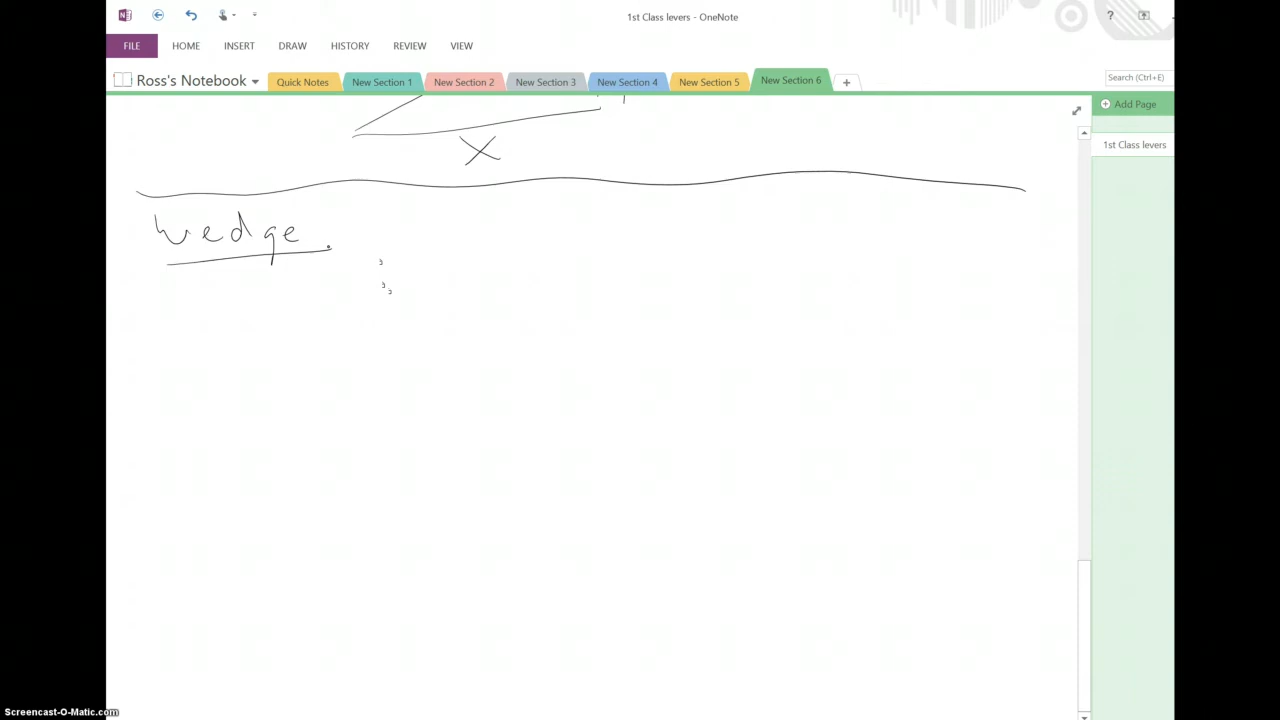 1st Class levers - OneNote
?
FILE HOME INSERT DRAW HISTORY REVIEW VIEW
Ross's Notebook Quick Notes New Section 1 New Section 2 New Section 3 New Section 4 New Section 5 New Section 6 Search (Ctrl+E)
Add Page
1st Class levers
X
Wedge.
Screencast-O-Matic.com